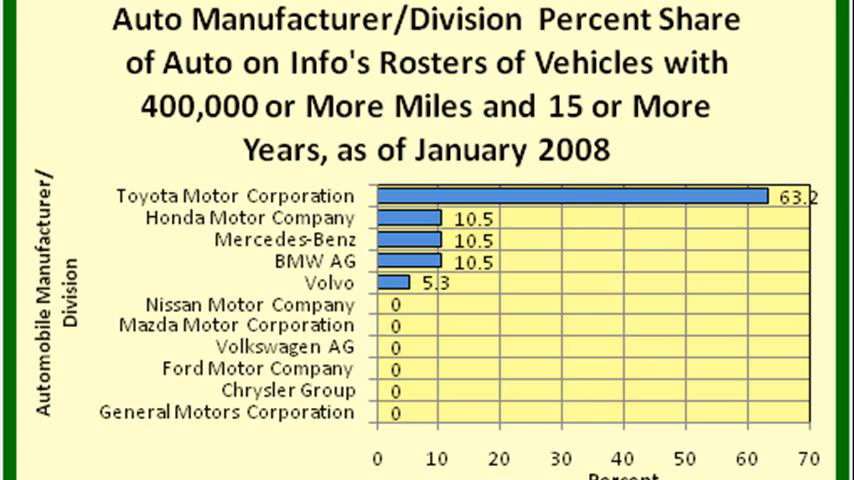 Auto Manufacturer/Division Percent Share
of Auto on Info's Rosters of Vehicles with
400,000 or More Miles and 15 or More
Years, as of January 2008
Automobile Manufacturer/
Division
Toyota Motor Corporation 63.2
Honda Motor Company 10.5
Mercedes-Benz 10.5
BMW AG 10.5
Volvo 5.3
Nissan Motor Company 0
Mazda Motor Corporation 0
Volkswagen AG 0
Ford Motor Company 0
Chrysler Group 0
General Motors Corporation 0
0 10 20 30 40 50 60 70
Percent